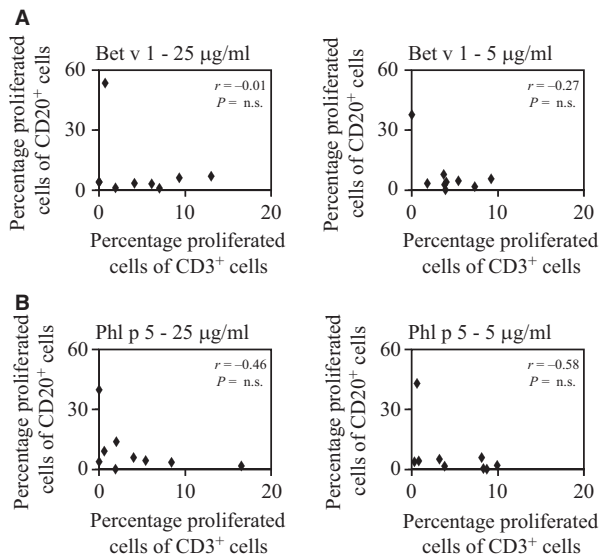 A
Bet v 1 - 25 µg/ml
Percentage proliferated
cells of CD20⁺ cells
60
30
0
r = –0.01
P = n.s.
0
10
20
Percentage proliferated
cells of CD3⁺ cells
Bet v 1 - 5 µg/ml
Percentage proliferated
cells of CD20⁺ cells
60
30
0
r = –0.27
P = n.s.
0
10
20
Percentage proliferated
cells of CD3⁺ cells
B
Phl p 5 - 25 µg/ml
Percentage proliferated
cells of CD20⁺ cells
60
30
0
r = –0.46
P = n.s.
0
10
20
Percentage proliferated
cells of CD3⁺ cells
Phl p 5 - 5 µg/ml
Percentage proliferated
cells of CD20⁺ cells
60
30
0
r = –0.58
P = n.s.
0
10
20
Percentage proliferated
cells of CD3⁺ cells